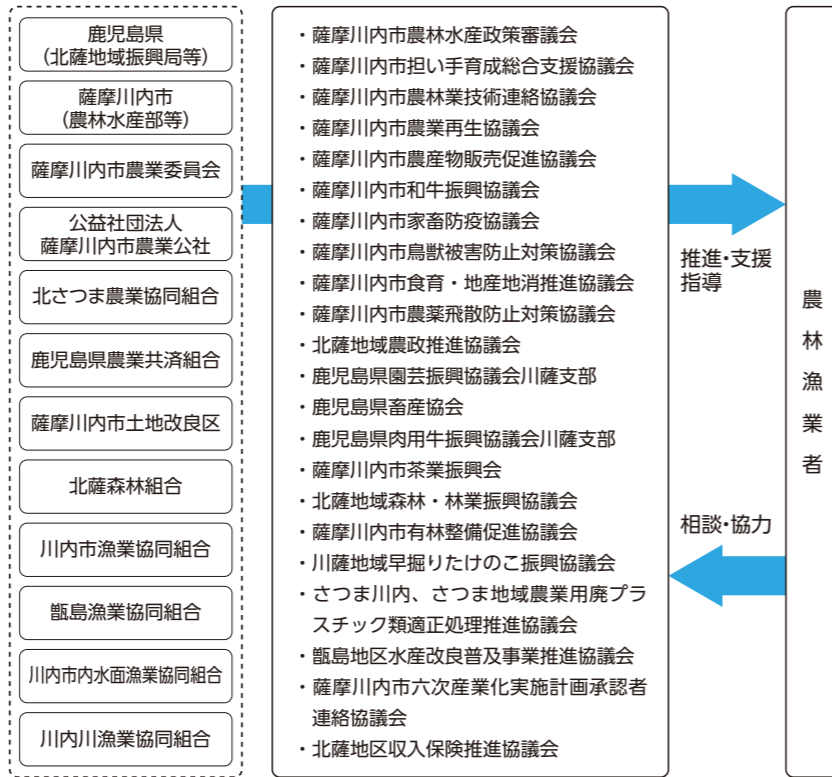 鹿児島県
(北薩地域振興局等)
薩摩川内市
(農林水産部等)
薩摩川内市農業委員会
公益社団法人
薩摩川内市農業公社
北さつま農業協同組合
鹿児島県農業共済組合
薩摩川内市土地改良区
北薩森林組合
川内市漁業協同組合
甑島漁業協同組合
川内市内水面漁業協同組合
川内川漁業協同組合
・薩摩川内市農林水産政策審議会
・薩摩川内市担い手育成総合支援協議会
・薩摩川内市農林業技術連絡協議会
・薩摩川内市農業再生協議会
・薩摩川内市農産物販売促進協議会
・薩摩川内市和牛振興協議会
・薩摩川内市家畜防疫協議会
・薩摩川内市鳥獣被害防止対策協議会
・薩摩川内市食育・地産地消推進協議会
・薩摩川内市農薬飛散防止対策協議会
・北薩地域農政推進協議会
・鹿児島県園芸振興協議会川薩支部
・鹿児島県畜産協会
・鹿児島県肉用牛振興協議会川薩支部
・薩摩川内市茶業振興会
・北薩地域森林・林業振興協議会
・薩摩川内市有林整備促進協議会
・川薩地域早掘りたけのこ振興協議会
・さつま川内、さつま地域農業用廃プラ
スチック類適正処理推進協議会
・甑島地区水産改良普及事業推進協議会
・薩摩川内市六次産業化実施計画承認者
連絡協議会
・北薩地区収入保険推進協議会
推進・支援
指導
相談・協力
農林漁業者